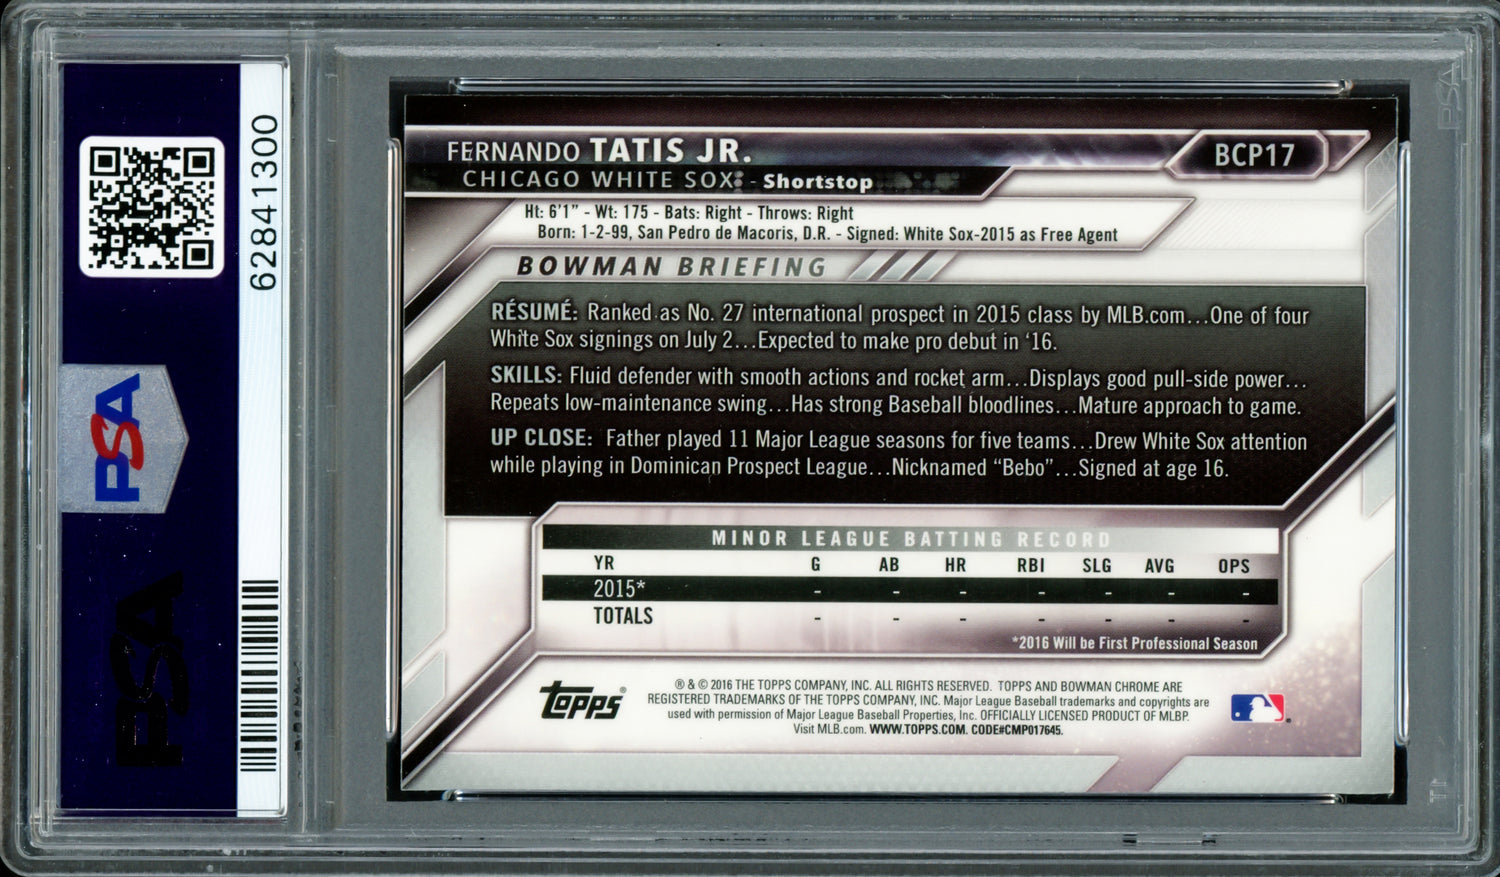 62841300
PSA
PSA
PSA
FERNANDO TATIS JR.
BCP17
CHICAGO WHITE SOX - Shortstop
Ht: 6'1" - Wt: 175 - Bats: Right - Throws: Right
Born: 1-2-99, San Pedro de Macoris, D.R. - Signed: White Sox-2015 as Free Agent
BOWMAN BRIEFING
RÉSUMÉ: Ranked as No. 27 international prospect in 2015 class by MLB.com...One of four
White Sox signings on July 2...Expected to make pro debut in '16.
SKILLS: Fluid defender with smooth actions and rocket arm...Displays good pull-side power...
Repeats low-maintenance swing...Has strong Baseball bloodlines...Mature approach to game.
UP CLOSE: Father played 11 Major League seasons for five teams...Drew White Sox attention
while playing in Dominican Prospect League...Nicknamed "Bebo"...Signed at age 16.
MINOR LEAGUE BATTING RECORD
YR G AB HR RBI SLG AVG OPS
2015* - - - - - - -
TOTALS - - - - - - -
*2016 Will be First Professional Season
topps®
® & © 2016 THE TOPPS COMPANY, INC. ALL RIGHTS RESERVED. TOPPS AND BOWMAN CHROME ARE
REGISTERED TRADEMARKS OF THE TOPPS COMPANY, INC. Major League Baseball trademarks and copyrights are
used with permission of Major League Baseball Properties, Inc. OFFICIALLY LICENSED PRODUCT OF MLBP.
Visit MLB.com. WWW.TOPPS.COM. CODE#CMP017645.